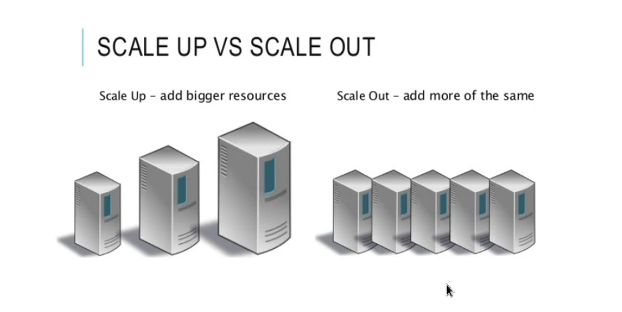 SCALE UP VS SCALE OUT
Scale Up – add bigger resources
Scale Out – add more of the same